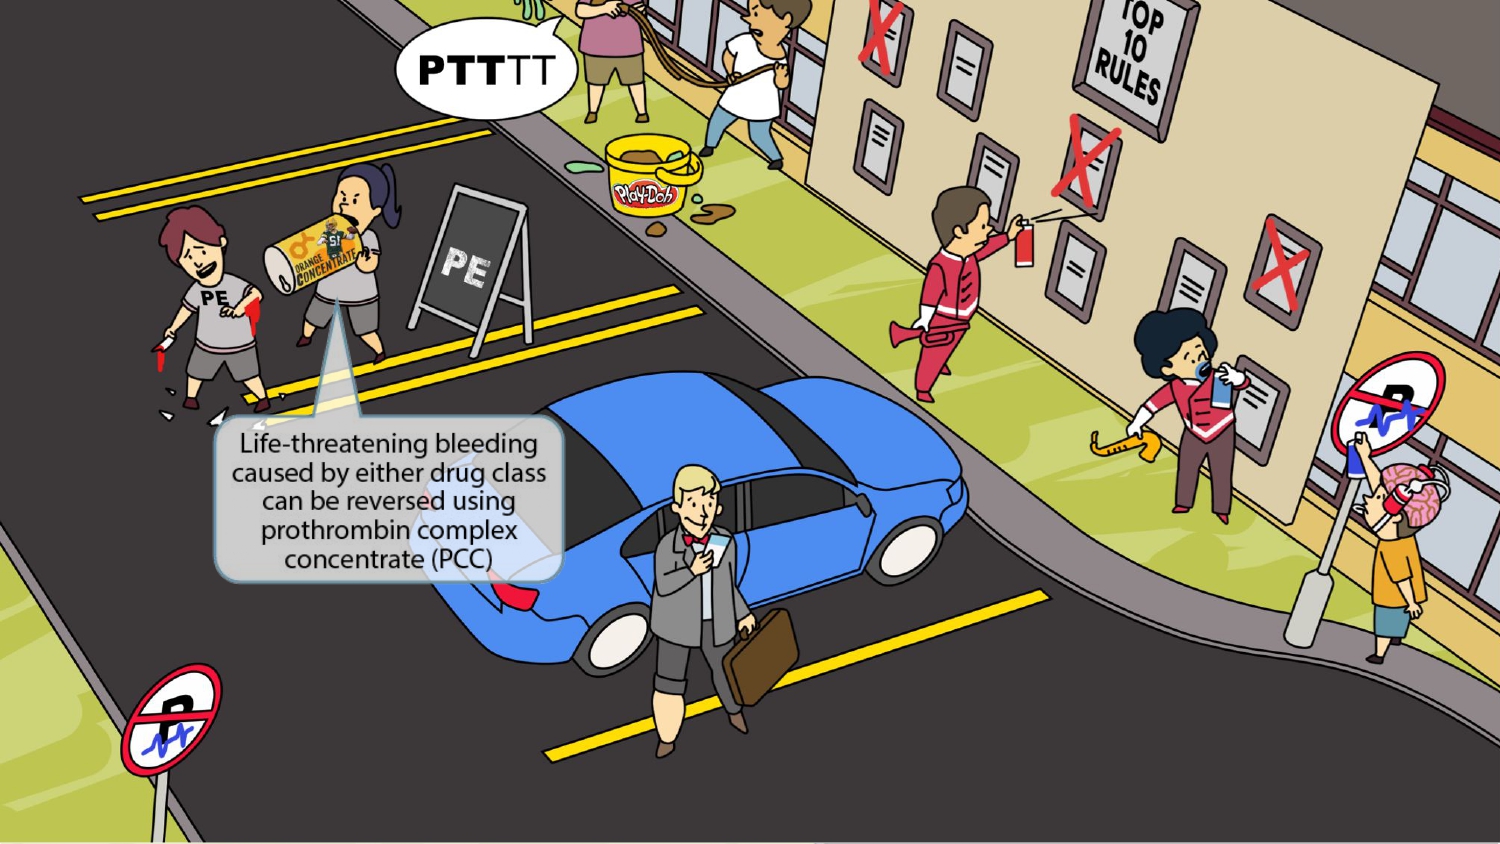 PTTTT
TOP
10
RULES
Play-Doh
51
ORANGE
CONCENTRATE
PE
PE
Life-threatening bleeding
caused by either drug class
can be reversed using
prothrombin complex
concentrate (PCC)
P
P